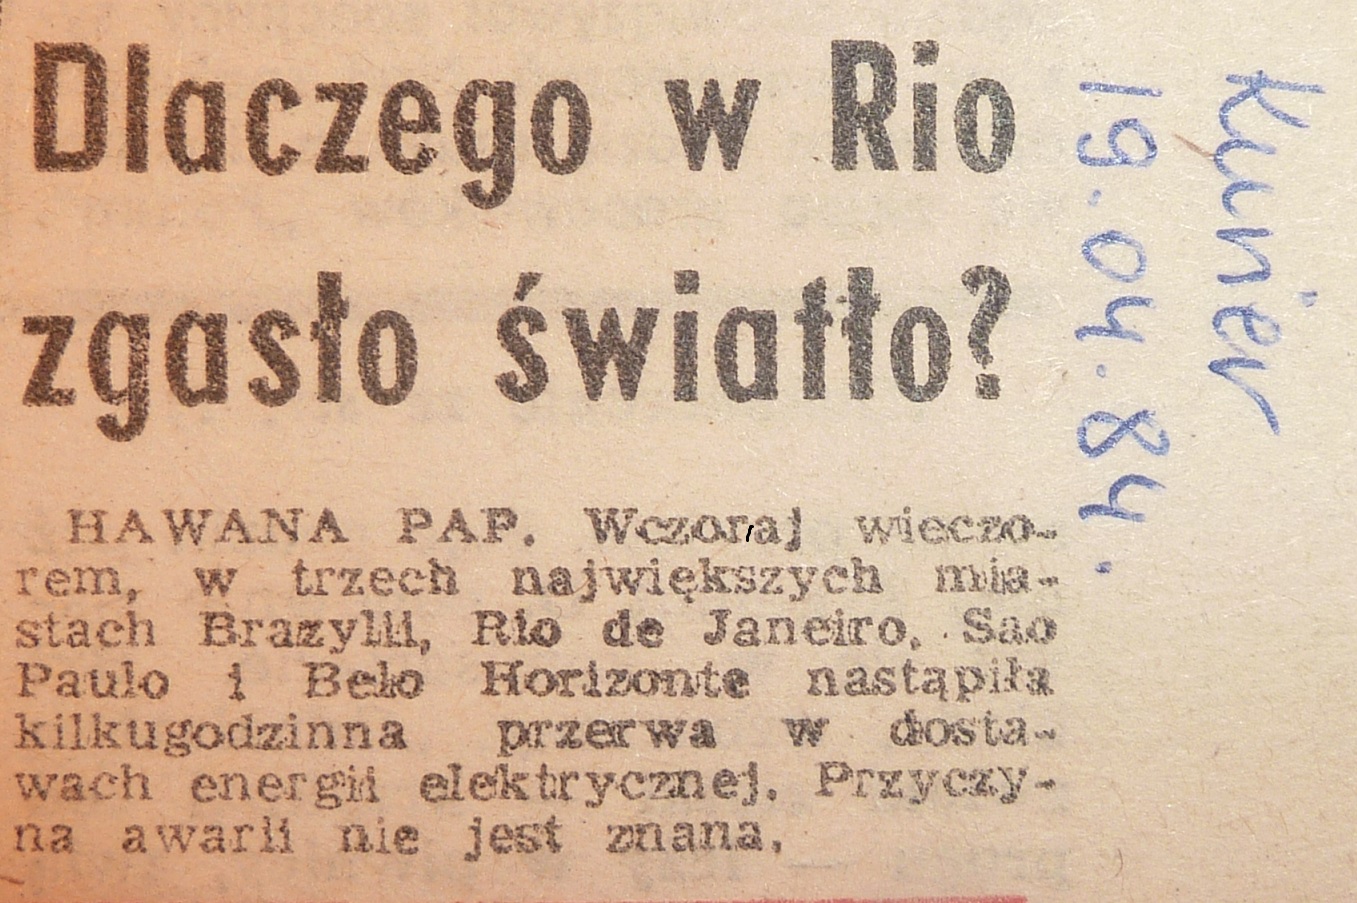 Dlaczego w Rio
zgasło światło?
HAWANA PAP. Wczoraj wieczo-
rem, w trzech największych mia-
stach Brazylii, Rio de Janeiro, Sao
Paulo i Belo Horizonte nastąpiła
kilkugodzinna przerwa w dosta-
wach energii elektrycznej. Przyczy-
na awarii nie jest znana.
Kurier
19.04.84.